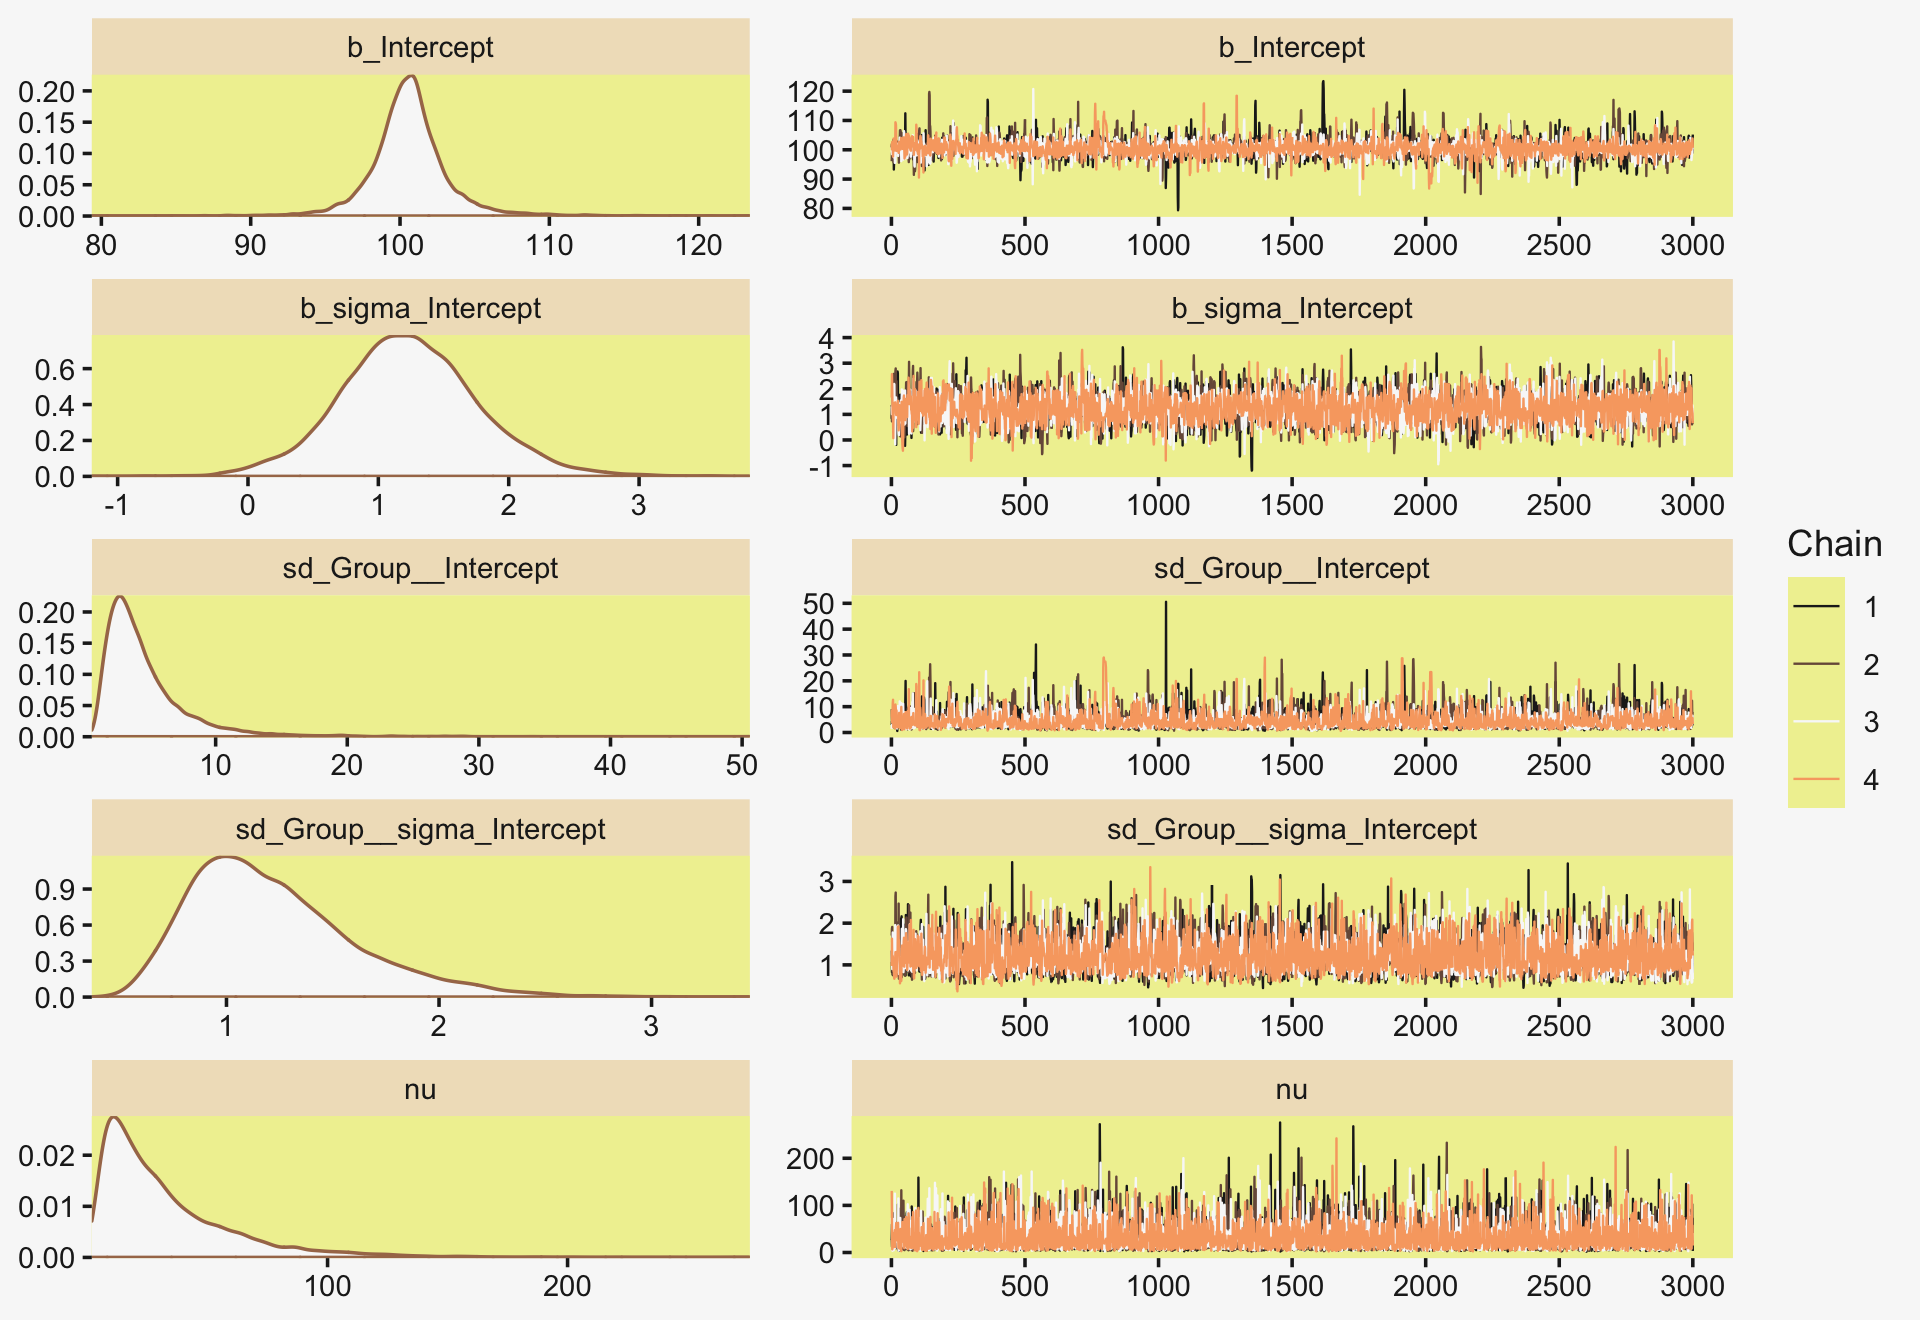 b_Intercept
b_Intercept
0.20
0.15
0.10
0.05
0.00
80 90 100 110 120
120
110
100
90
80
0 500 1000 1500 2000 2500 3000
b_sigma_Intercept
b_sigma_Intercept
0.6
0.4
0.2
0.0
-1 0 1 2 3
4
3
2
1
0
-1
0 500 1000 1500 2000 2500 3000
sd_Group__Intercept
sd_Group__Intercept
0.20
0.15
0.10
0.05
0.00
10 20 30 40 50
50
40
30
20
10
0
0 500 1000 1500 2000 2500 3000
sd_Group__sigma_Intercept
sd_Group__sigma_Intercept
0.9
0.6
0.3
0.0
1 2 3
3
2
1
0 500 1000 1500 2000 2500 3000
nu
nu
0.02
0.01
0.00
100 200
200
100
0
0 500 1000 1500 2000 2500 3000
Chain
1
2
3
4